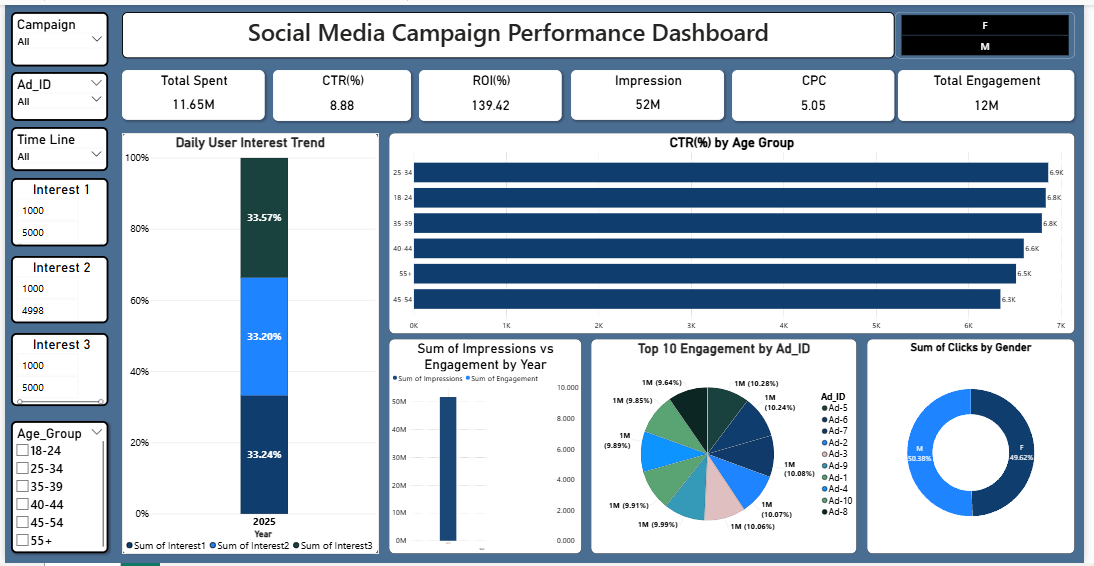 Campaign
All
Social Media Campaign Performance Dashboard
F
M
Ad_ID
All
Total Spent
11.65M
CTR(%)
8.88
ROI(%)
139.42
Impression
52M
CPC
5.05
Total Engagement
12M
Time Line
All
Interest 1
1000
5000
Interest 2
1000
4998
Interest 3
1000
5000
Age_Group
18-24
25-34
35-39
40-44
45-54
55+
Daily User Interest Trend
100%
80%
60%
40%
20%
0%
33.57%
33.20%
33.24%
2025
Year
Sum of Interest1 Sum of Interest2 Sum of Interest3
CTR(%) by Age Group
25-34 6.9K
18-24 6.8K
35-39 6.8K
40-44 6.6K
55+ 6.5K
45-54 6.3K
0K 1K 2K 3K 4K 5K 6K 7K
Sum of Impressions vs
Engagement by Year
Sum of Impressions Sum of Engagement
50M
40M
30M
20M
10M
0M
10.000
8.000
6.000
4.000
2.000
0.000
Top 10 Engagement by Ad_ID
1M (10.28%)
1M
(10.24%)
1M
(10.08%)
1M
(10.07%)
1M (10.06%)
1M (9.99%)
1M (9.91%)
1M
(9.89%)
1M (9.85%)
1M (9.64%)
Ad_ID
Ad-5
Ad-6
Ad-7
Ad-2
Ad-3
Ad-9
Ad-1
Ad-4
Ad-10
Ad-8
Sum of Clicks by Gender
M
50.38%
F
49.62%